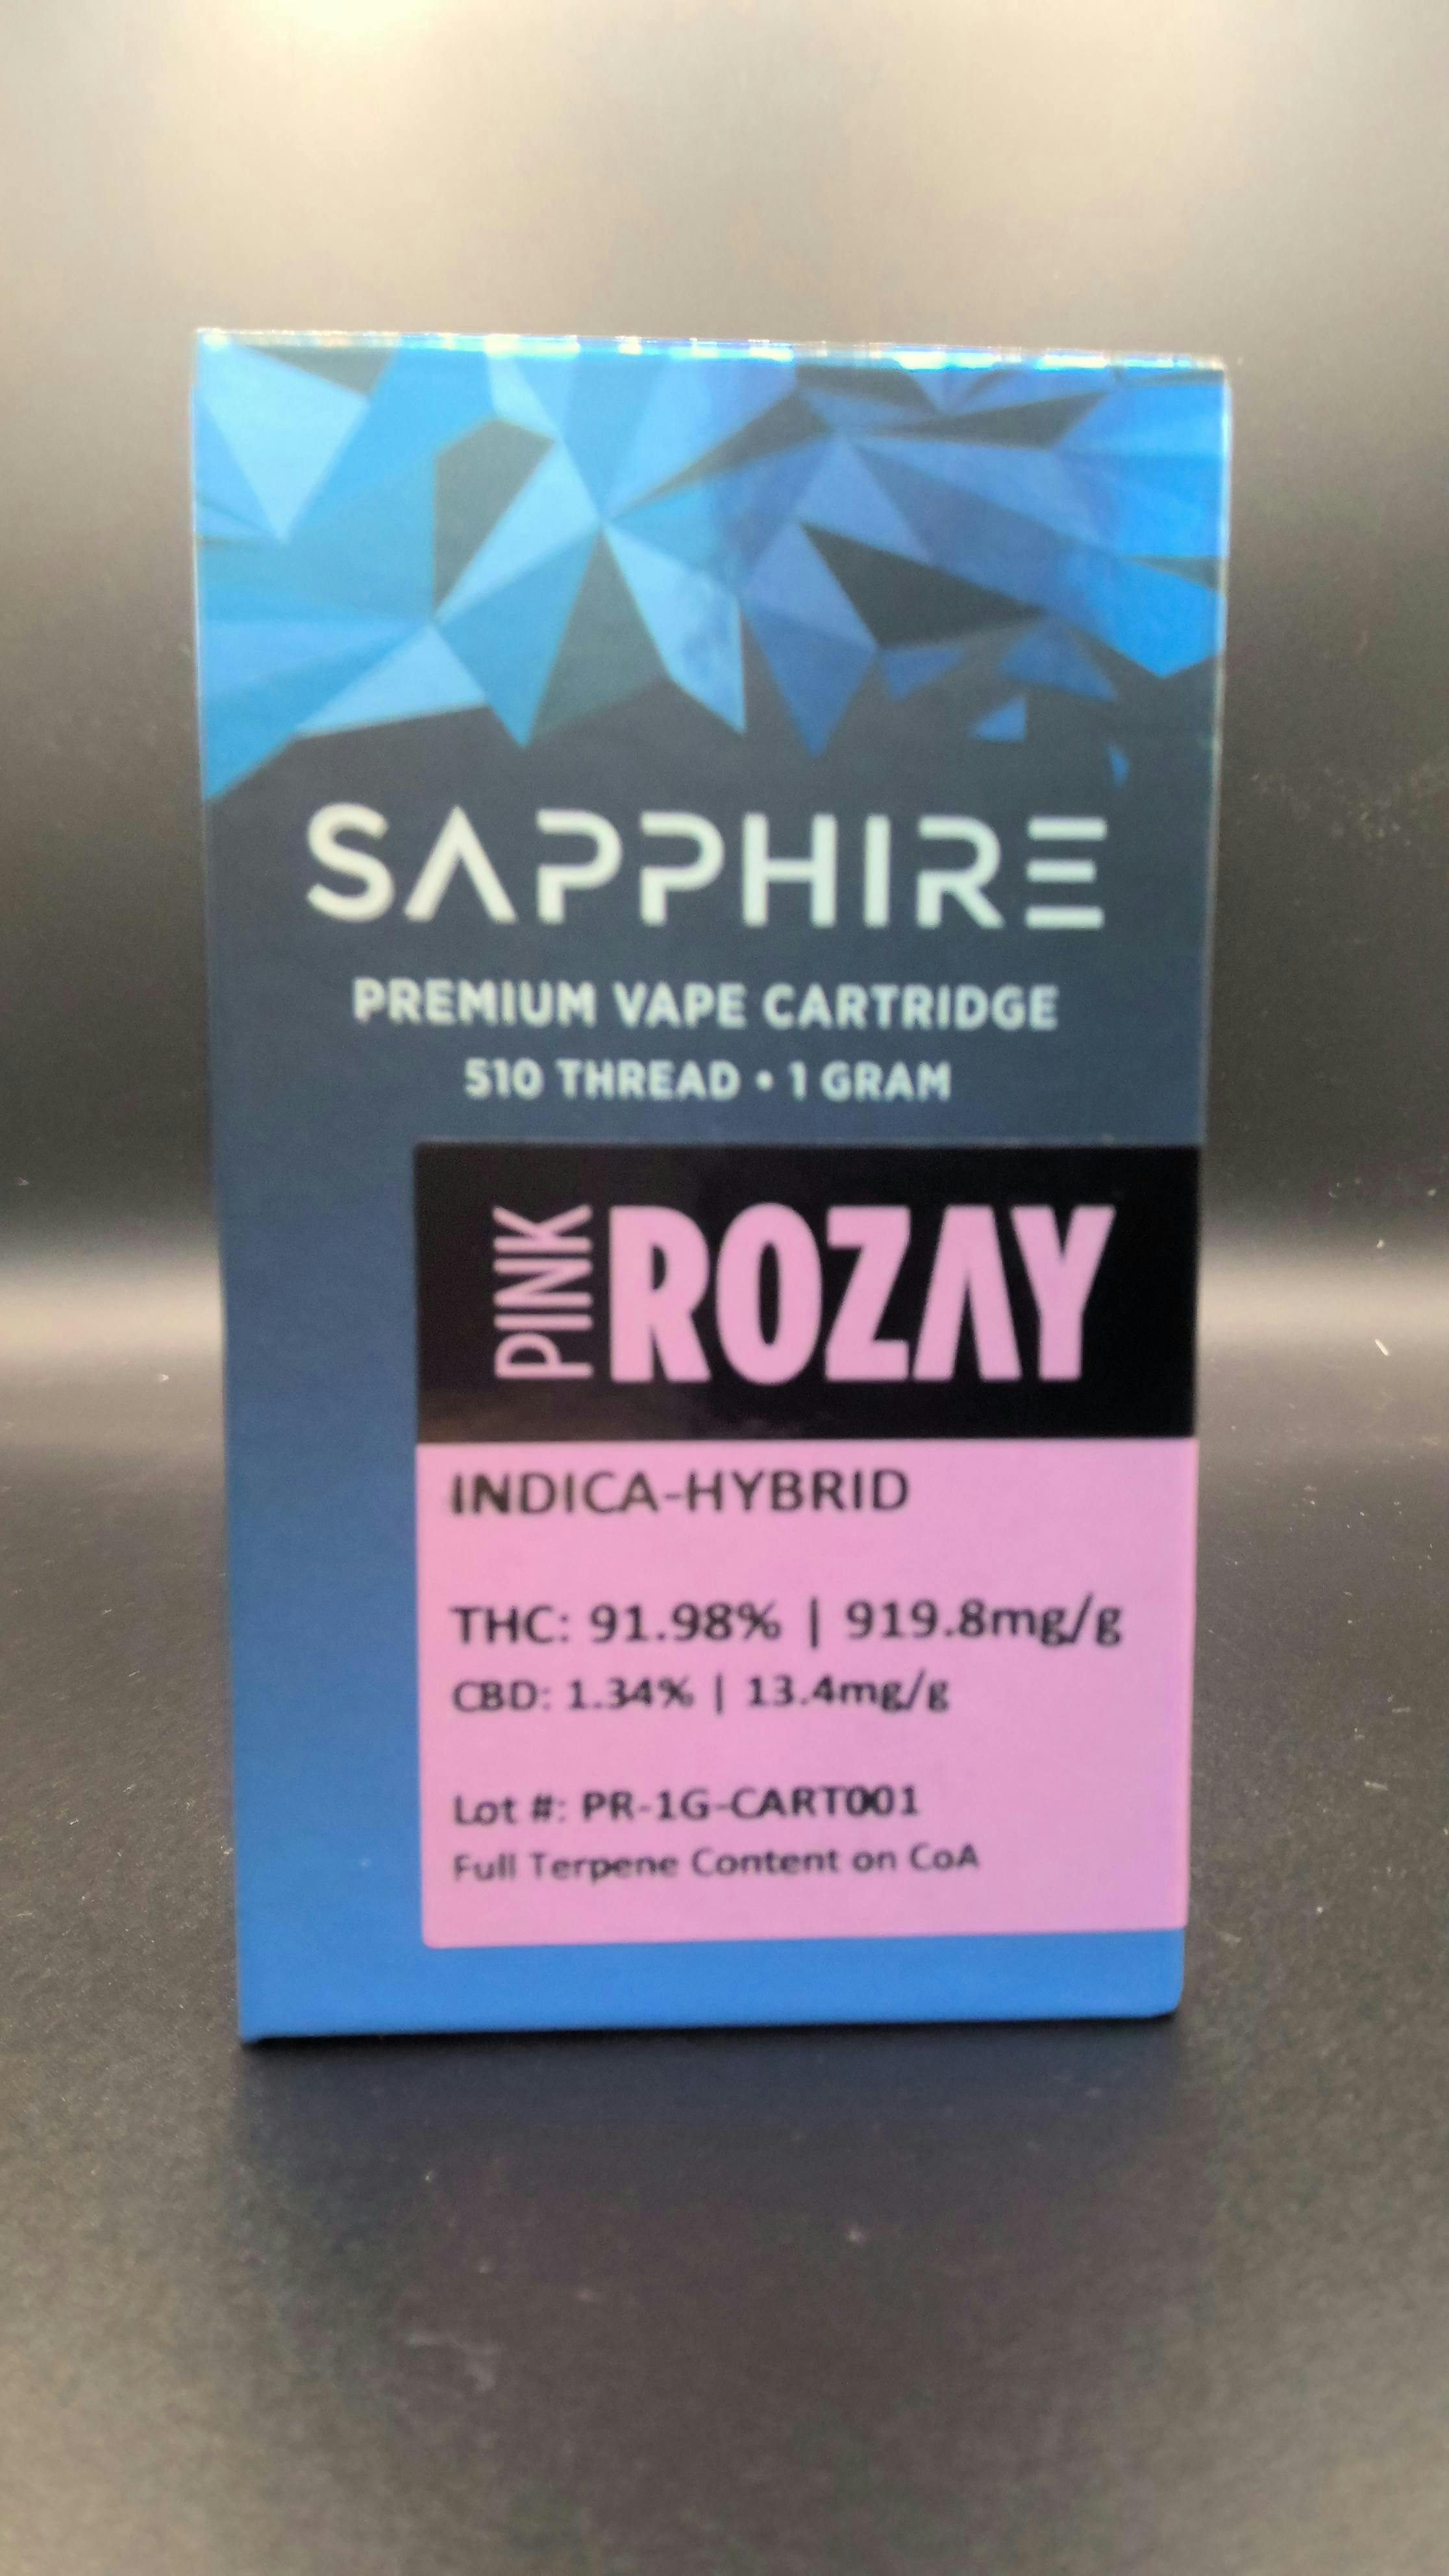 SAPPHIRE
PREMIUM VAPE CARTRIDGE
510 THREAD • 1 GRAM
PINK ROZAY
INDICA-HYBRID
THC: 91.98% | 919.8mg/g
CBD: 1.34% | 13.4mg/g
Lot #: PR-1G-CART001
Full Terpene Content on CoA